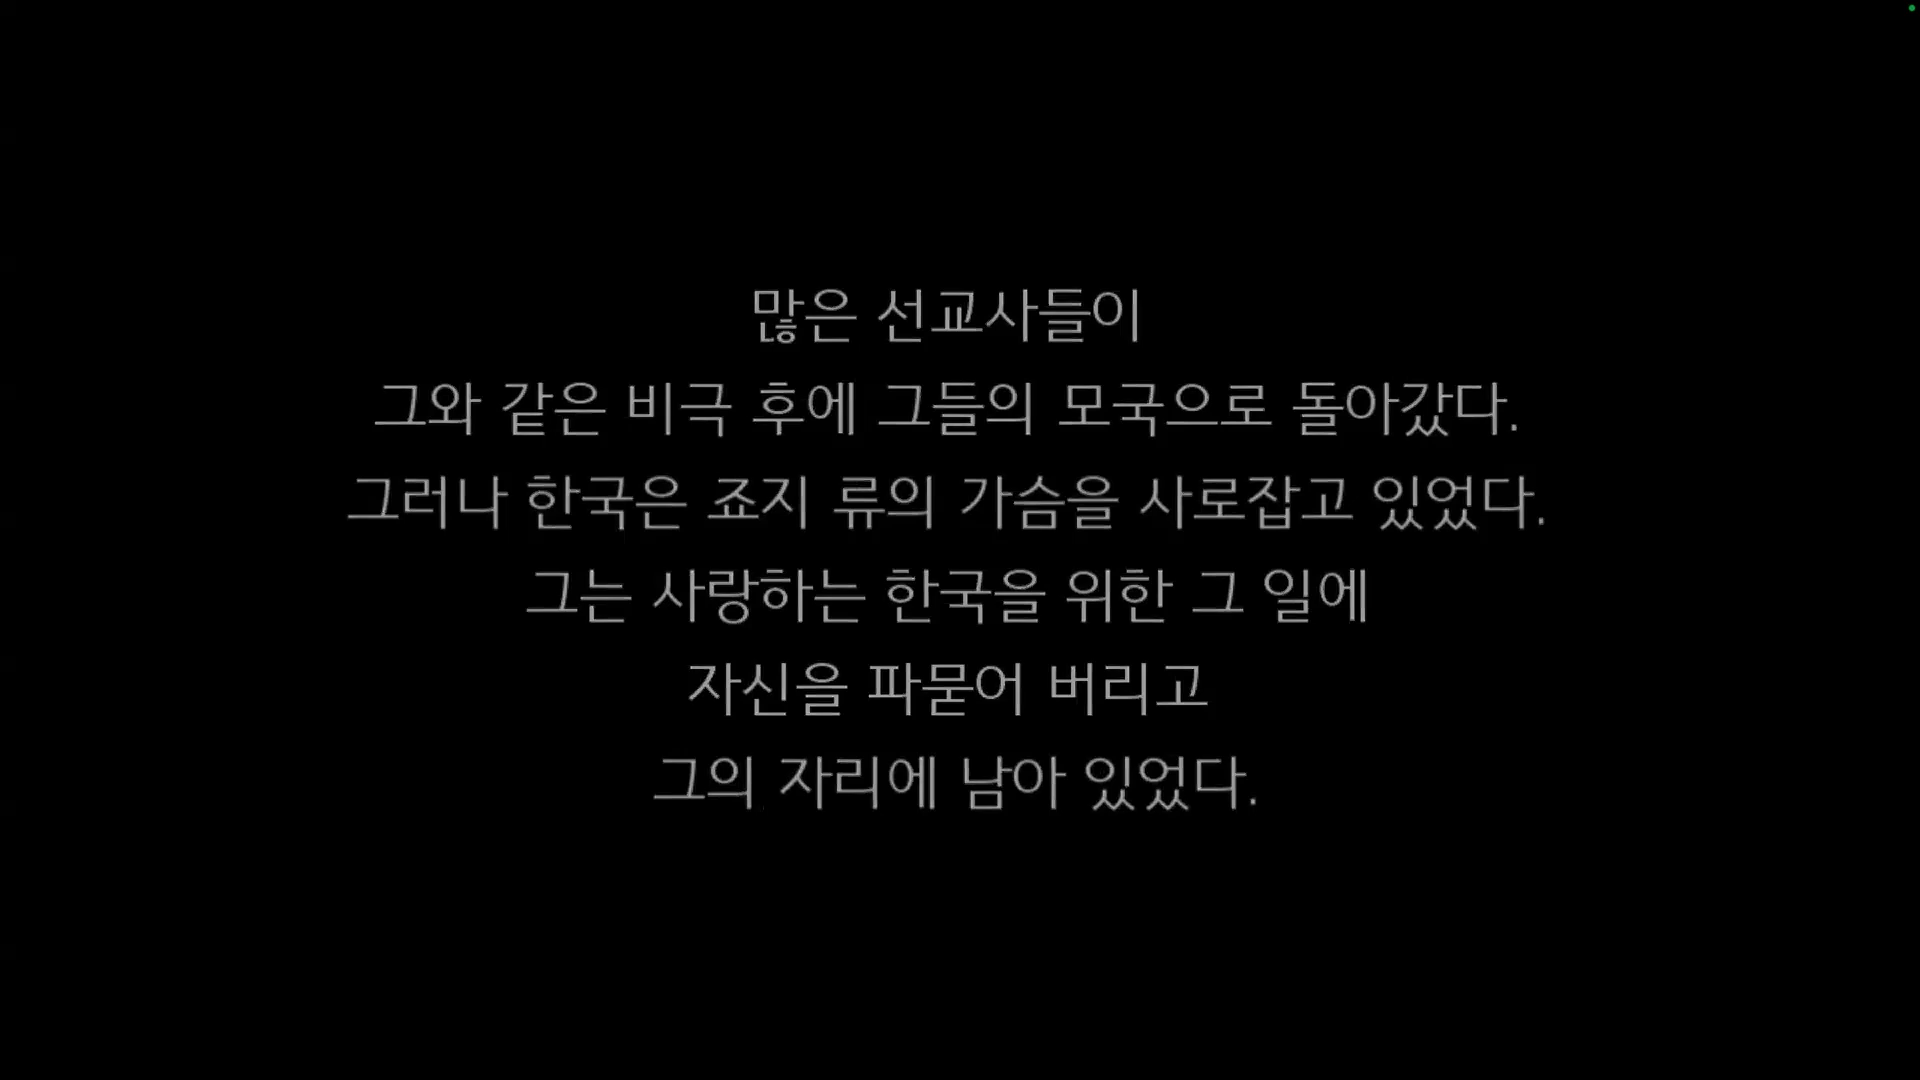 많은 선교사들이
그와 같은 비극 후에 그들의 모국으로 돌아갔다.
그러나 한국은 죠지 류의 가슴을 사로잡고 있었다.
그는 사랑하는 한국을 위한 그 일에
자신을 파묻어 버리고
그의 자리에 남아 있었다.